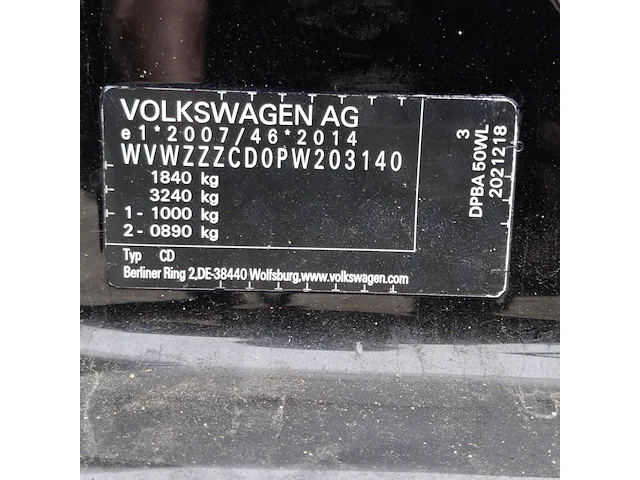 VOLKSWAGEN AG
e1*2007/46*2014
WVWZZZCD0PW203140
1840 kg
3240 kg
1- 1000 kg
2- 0890 kg
Typ CD
Berliner Ring 2,DE-38440 Wolfsburg.www.volkswagen.com
3
DPBA 50WL
2021218